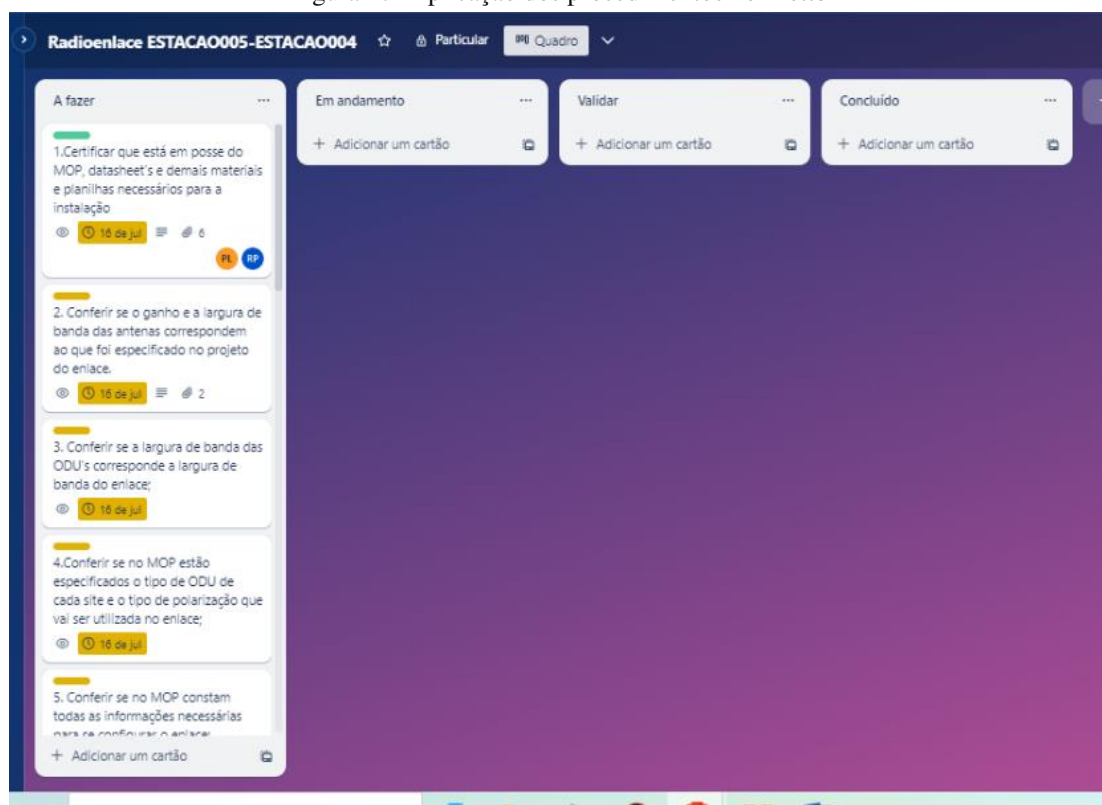 Radioenlace ESTACAO005-ESTACAO004
Particular
Quadro
A fazer
1.Certificar que está em posse do
MOP, datasheet's e demais materiais
e planilhas necessários para a
instalação
16 de jul
6
PL RP
2. Conferir se o ganho e a largura de
banda das antenas correspondem
ao que foi especificado no projeto
do enlace.
16 de jul
2
3. Conferir se a largura de banda das
ODU's corresponde a largura de
banda do enlace;
16 de jul
4.Conferir se no MOP estão
especificados o tipo de ODU de
cada site e o tipo de polarização que
vai ser utilizada no enlace;
16 de jul
5. Conferir se no MOP constam
todas as informações necessárias
para se configurar o enlace;
+ Adicionar um cartão
Em andamento
+ Adicionar um cartão
Validar
+ Adicionar um cartão
Concluído
+ Adicionar um cartão